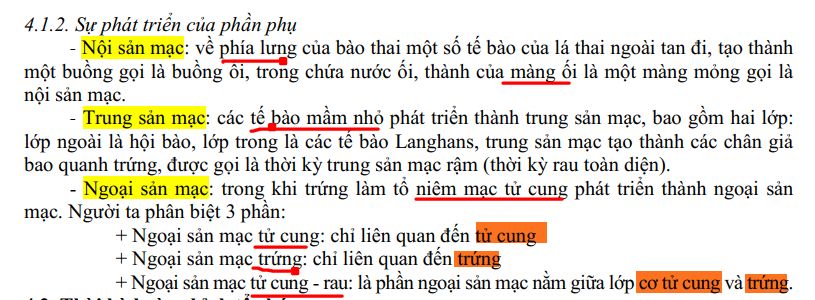 4.1.2. Sự phát triển của phần phụ
- Nội sản mạc: về phía lưng của bào thai một số tế bào của lá thai ngoài tan đi, tạo thành
một buồng gọi là buồng ối, trong chứa nước ối, thành của màng ối là một màng mỏng gọi là
nội sản mạc.
- Trung sản mạc: các tế bào mầm nhỏ phát triển thành trung sản mạc, bao gồm hai lớp:
lớp ngoài là hội bào, lớp trong là các tế bào Langhans, trung sản mạc tạo thành các chân giả
bao quanh trứng, được gọi là thời kỳ trung sản mạc rậm (thời kỳ rau toàn diện).
- Ngoại sản mạc: trong khi trứng làm tổ niêm mạc tử cung phát triển thành ngoại sản
mạc. Người ta phân biệt 3 phần:
+ Ngoại sản mạc tử cung: chỉ liên quan đến tử cung
+ Ngoại sản mạc trứng: chỉ liên quan đến trứng
+ Ngoại sản mạc tử cung - rau: là phần ngoại sản mạc nằm giữa lớp cơ tử cung và trứng.